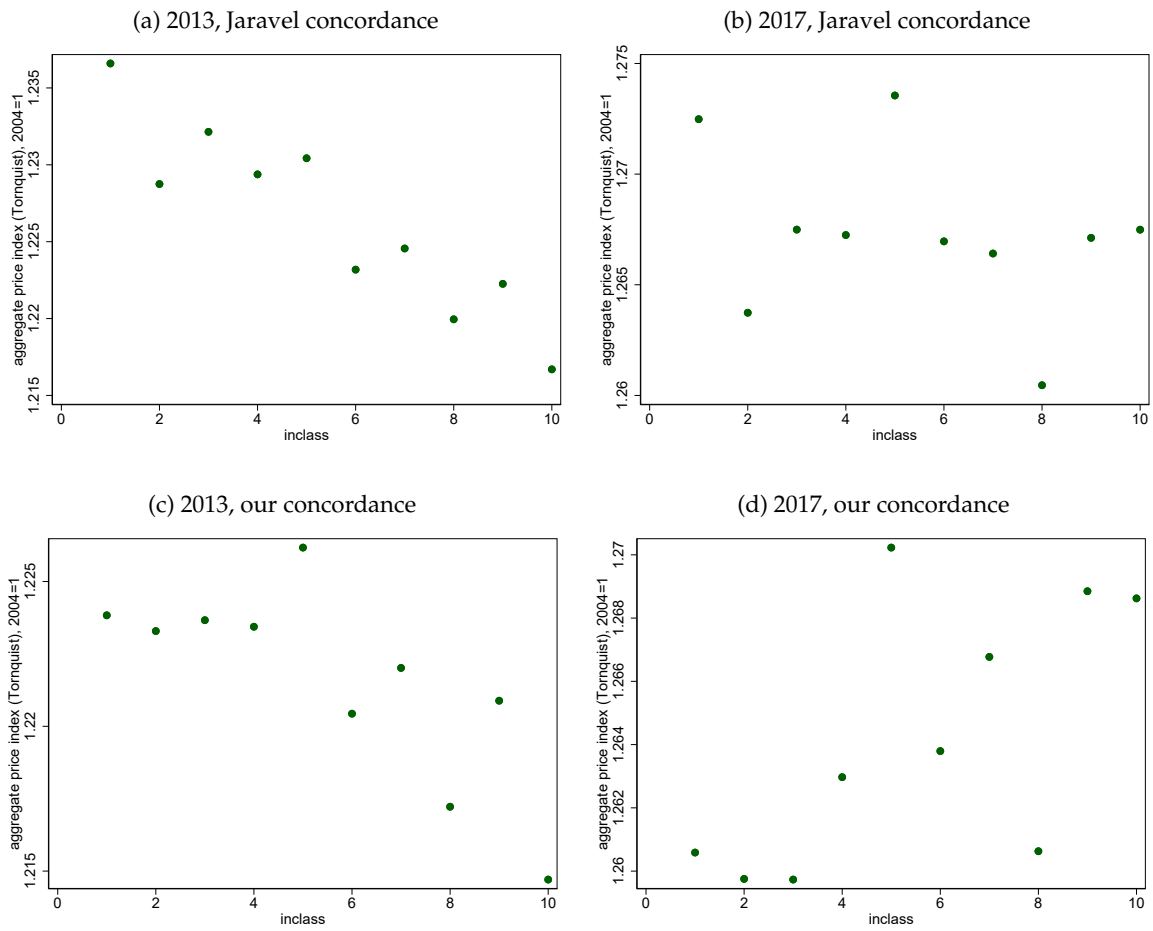 (a) 2013, Jaravel concordance
aggregate price index (Tornquist), 2004=1
1.235
1.23
1.225
1.22
1.215
0 2 4 6 8 10
inclass
(b) 2017, Jaravel concordance
aggregate price index (Tornquist), 2004=1
1.275
1.27
1.265
1.26
0 2 4 6 8 10
inclass
(c) 2013, our concordance
aggregate price index (Tornquist), 2004=1
1.225
1.22
1.215
0 2 4 6 8 10
inclass
(d) 2017, our concordance
aggregate price index (Tornquist), 2004=1
1.27
1.268
1.266
1.264
1.262
1.26
0 2 4 6 8 10
inclass